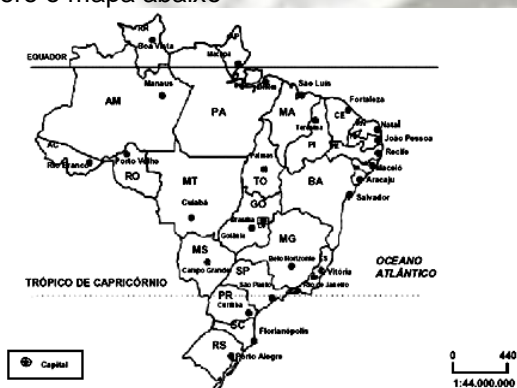 ero o mapa abaixo
RR
Boa Vista
AP
Macapá
EQUADOR
Manaus
São Luís
Fortaleza
AM
PA
MA
CE
Teresina
Natal
João Pessoa
PI
Recife
AC
Porto Velho
Maceió
Rio Branco
Palmas
Aracaju
RO
MT
TO
BA
Salvador
GO
Cuiabá
Brasília
DF
Goiânia
MG
MS
Belo Horizonte
ES
OCEANO
ATLÂNTICO
Campo Grande
SP
Vitória
TRÓPICO DE CAPRICÓRNIO
São Paulo
Rio de Janeiro
PR
Curitiba
SC
Florianópolis
RS
Porto Alegre
Capital
0 440
1:44.000.000